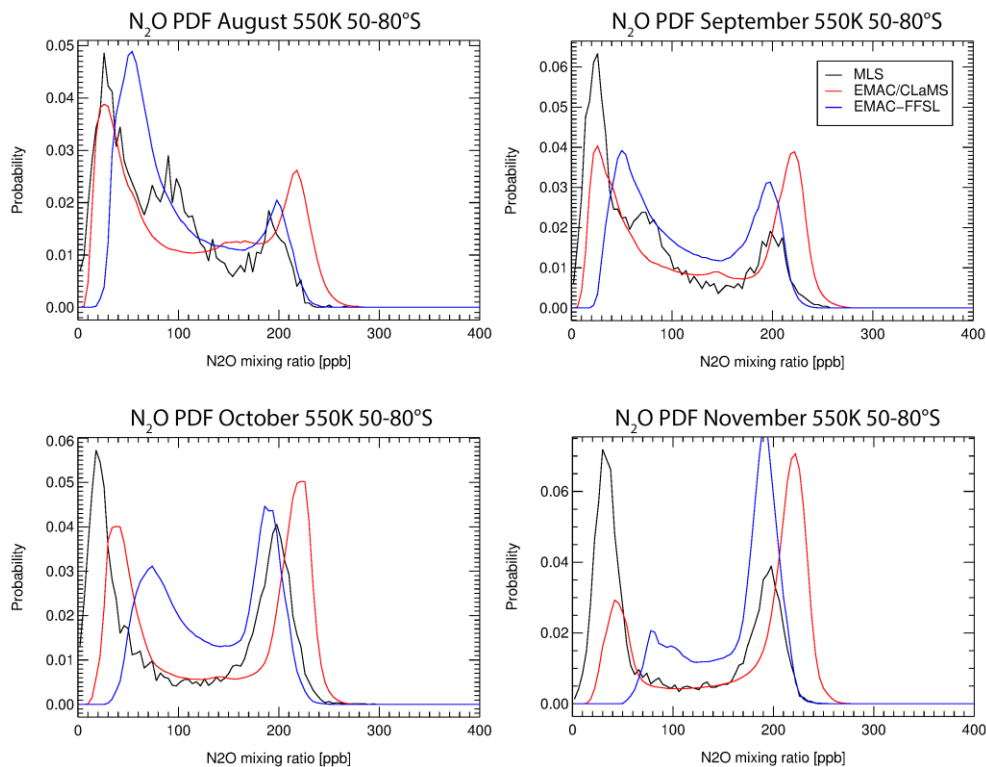 N₂O PDF August 550K 50-80°S
0.05
0.04
0.03
0.02
0.01
0.00
Probability
0 100 200 300 400
N2O mixing ratio [ppb]
N₂O PDF September 550K 50-80°S
0.06
0.05
0.04
0.03
0.02
0.01
0.00
Probability
MLS
EMAC/CLaMS
EMAC-FFSL
0 100 200 300 400
N2O mixing ratio [ppb]
N₂O PDF October 550K 50-80°S
0.06
0.05
0.04
0.03
0.02
0.01
0.00
Probability
0 100 200 300 400
N2O mixing ratio [ppb]
N₂O PDF November 550K 50-80°S
0.06
0.04
0.02
0.00
Probability
0 100 200 300 400
N2O mixing ratio [ppb]